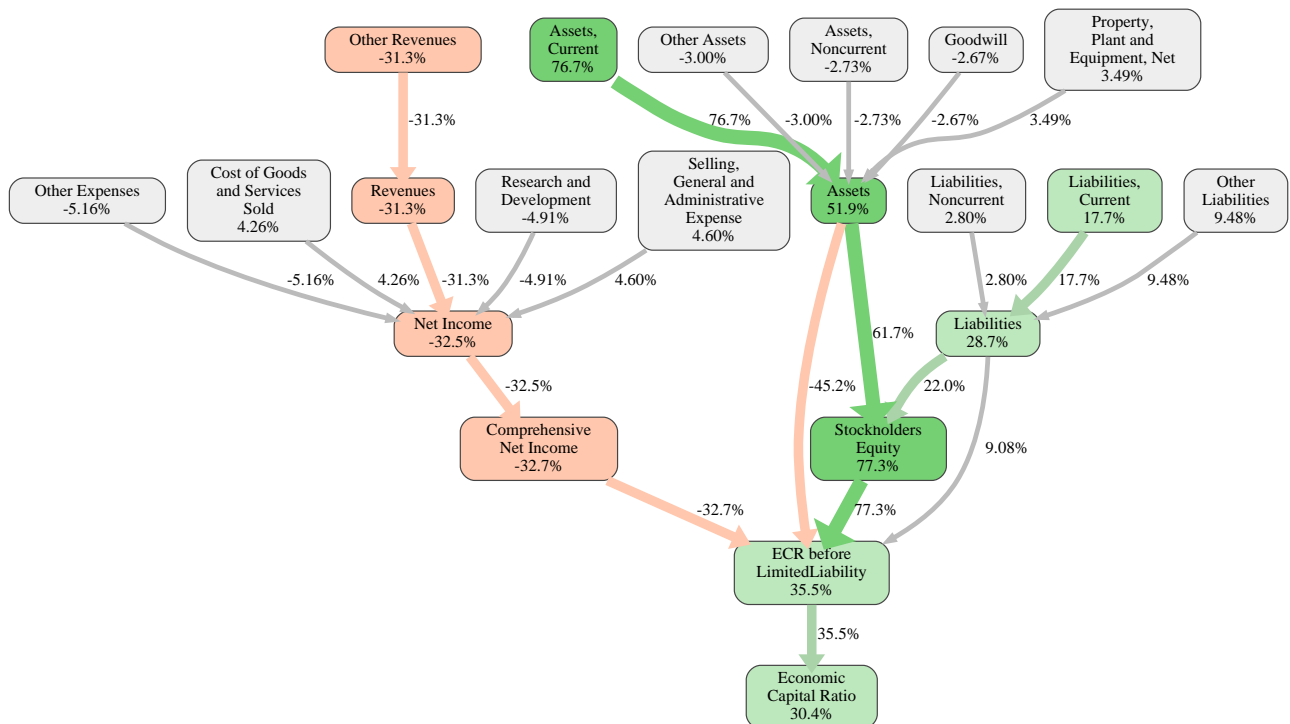 Other Revenues
-31.3%
Assets,
Current
76.7%
Other Assets
-3.00%
Assets,
Noncurrent
-2.73%
Goodwill
-2.67%
Property,
Plant and
Equipment, Net
3.49%
-31.3%
76.7%
-3.00%
-2.73%
-2.67%
3.49%
Other Expenses
-5.16%
Cost of Goods
and Services
Sold
4.26%
Revenues
-31.3%
Research and
Development
-4.91%
Selling,
General and
Administrative
Expense
4.60%
Assets
51.9%
Liabilities,
Noncurrent
2.80%
Liabilities,
Current
17.7%
Other
Liabilities
9.48%
-5.16%
4.26%
-31.3%
-4.91%
4.60%
2.80%
17.7%
9.48%
Net Income
-32.5%
61.7%
Liabilities
28.7%
-32.5%
-45.2%
22.0%
Comprehensive
Net Income
-32.7%
Stockholders
Equity
77.3%
9.08%
-32.7%
77.3%
ECR before
LimitedLiability
35.5%
35.5%
Economic
Capital Ratio
30.4%